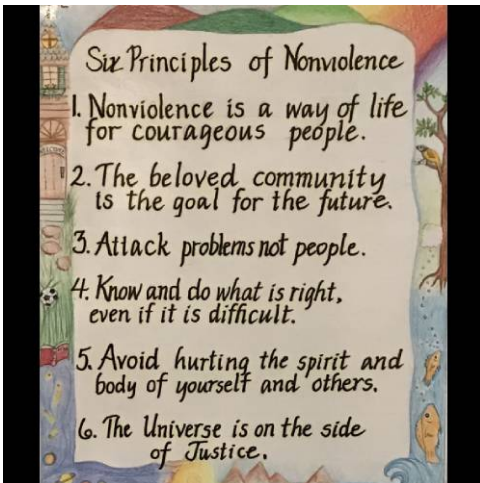 Six Principles of Nonviolence
1. Nonviolence is a way of life
for courageous people.
2. The beloved community
is the goal for the future.
3. Attack problems not people.
4. Know and do what is right,
even if it is difficult.
5. Avoid hurting the spirit and
body of yourself and others.
6. The Universe is on the side
of Justice.